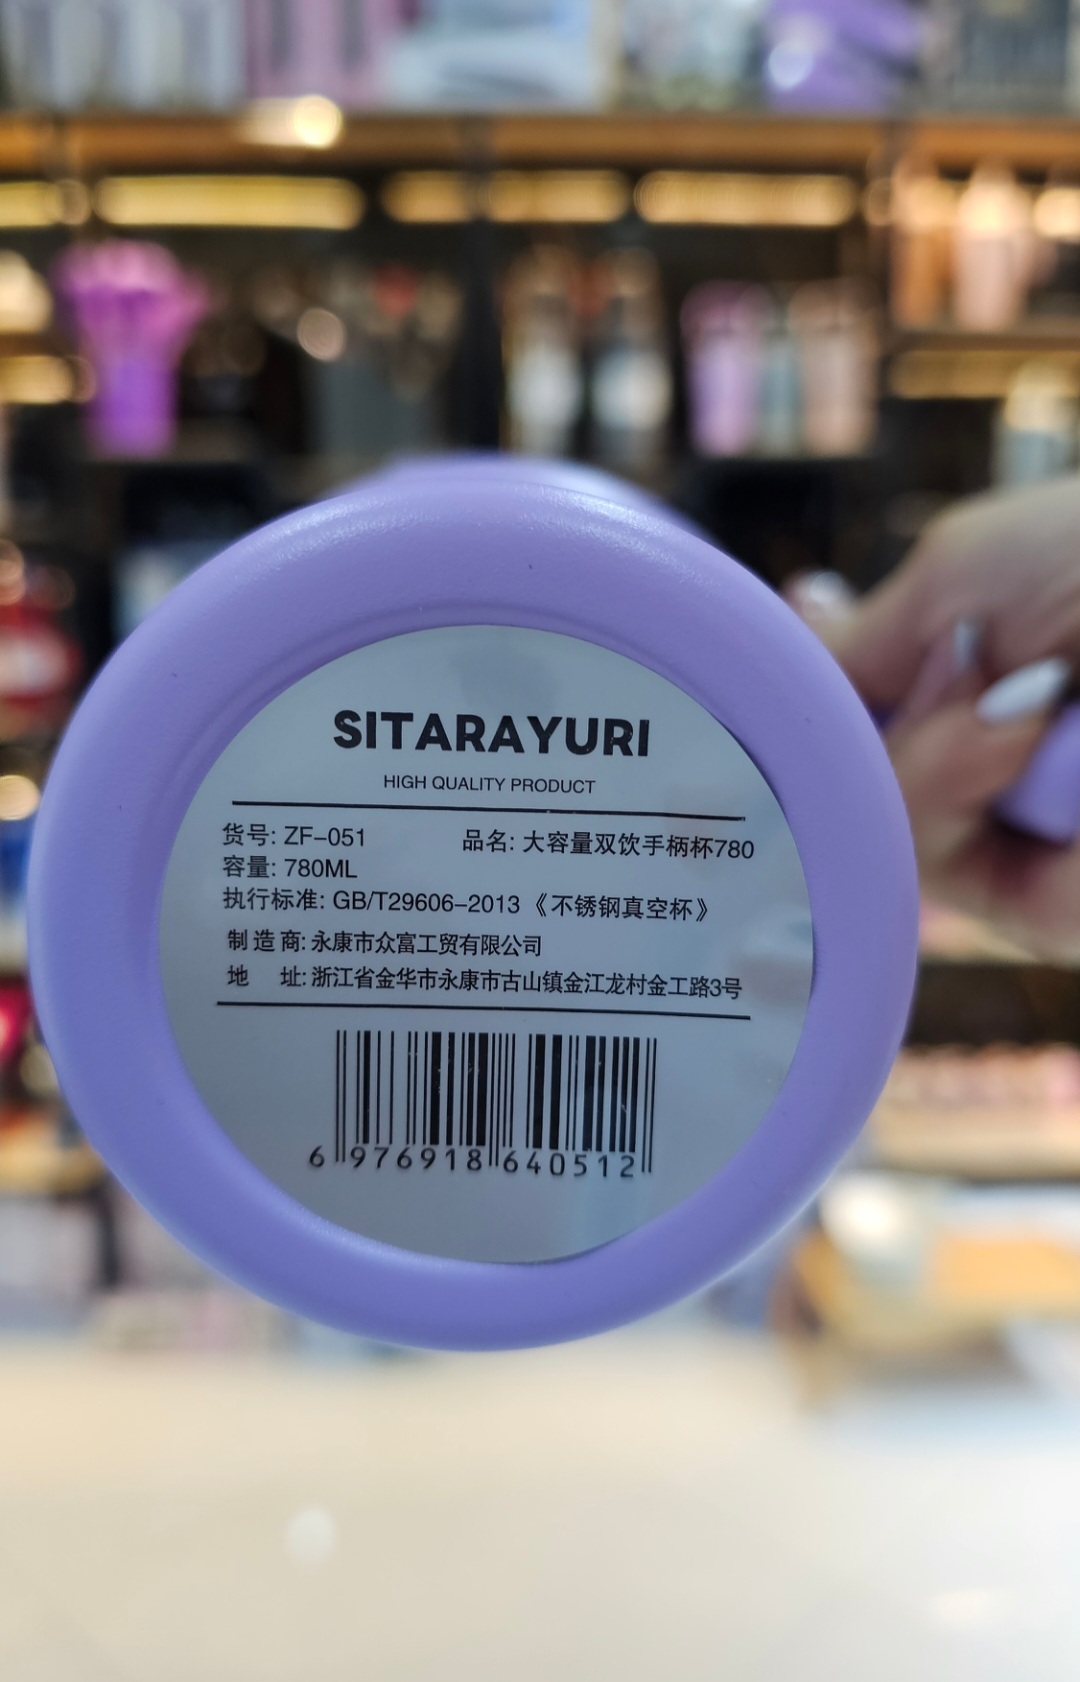 SITARAYURI
HIGH QUALITY PRODUCT
货号: ZF-051 品名: 大容量双饮手柄杯780
容量: 780ML
执行标准: GB/T29606-2013《不锈钢真空杯》
制造商: 永康市众富工贸有限公司
地 址: 浙江省金华市永康市古山镇金江龙村金工路3号
6 976918 640512